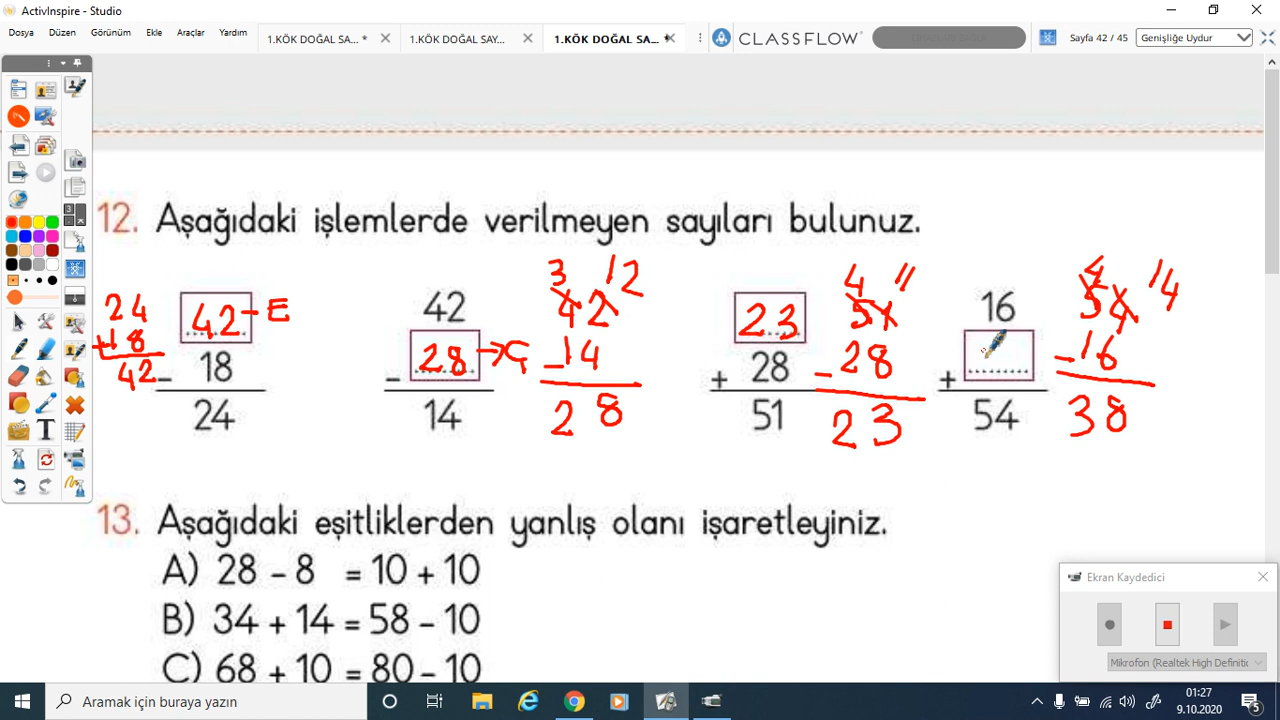 ActivInspire - Studio
Dosya Düzen Görünüm Ekle Araçlar Yardım
1.KÖK DOĞAL SA... *
1.KÖK DOĞAL SAY...
1.KÖK DOĞAL SA... *
CLASSFLOW
Sayfa 42 / 45
Genişliğe Uydur
12. Aşağıdaki işlemlerde verilmeyen sayıları bulunuz.
24
+18
42
42 - E
- 18
24
42
- 28 → Ç
14
3 12
42
- 14
28
23
+ 28
51
4 11
51
- 28
23
16
+ ........
54
4 14
54
- 16
38
13. Aşağıdaki eşitliklerden yanlış olanı işaretleyiniz.
A) 28 - 8 = 10 + 10
B) 34 + 14 = 58 - 10
C) 68 + 10 = 80 - 10
Ekran Kaydedici
Mikrofon (Realtek High Definitic
Aramak için buraya yazın
01:27
9.10.2020
5